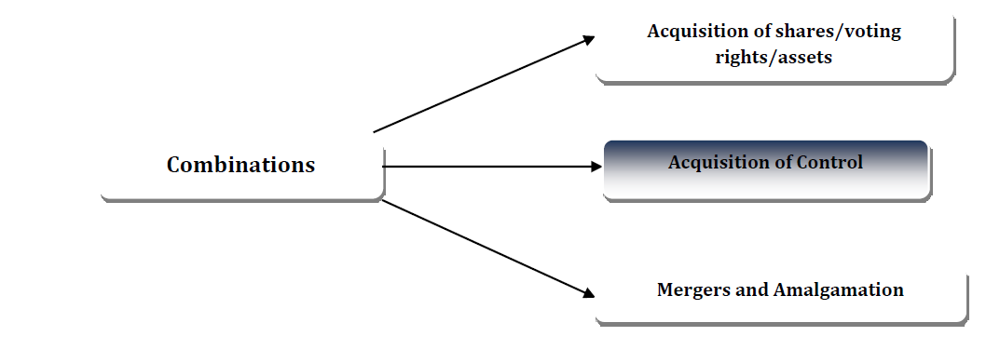 Acquisition of shares/voting
rights/assets
Combinations
Acquisition of Control
Mergers and Amalgamation